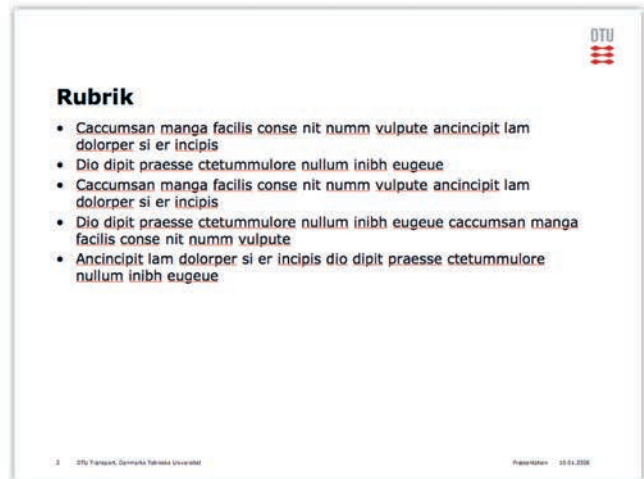 DTU
Rubrik
• Caccumsan manga facilis conse nit numm vulpute ancincipit lam
dolorper si er incipis
• Dio dipit praesse ctetummulore nullum inibh eugeue
• Caccumsan manga facilis conse nit numm vulpute ancincipit lam
dolorper si er incipis
• Dio dipit praesse ctetummulore nullum inibh eugeue caccumsan manga
facilis conse nit numm vulpute
• Ancincipit lam dolorper si er incipis dio dipit praesse ctetummulore
nullum inibh eugeue
DTU Transport, Danmarks Tekniske Universitet
10.01.2006